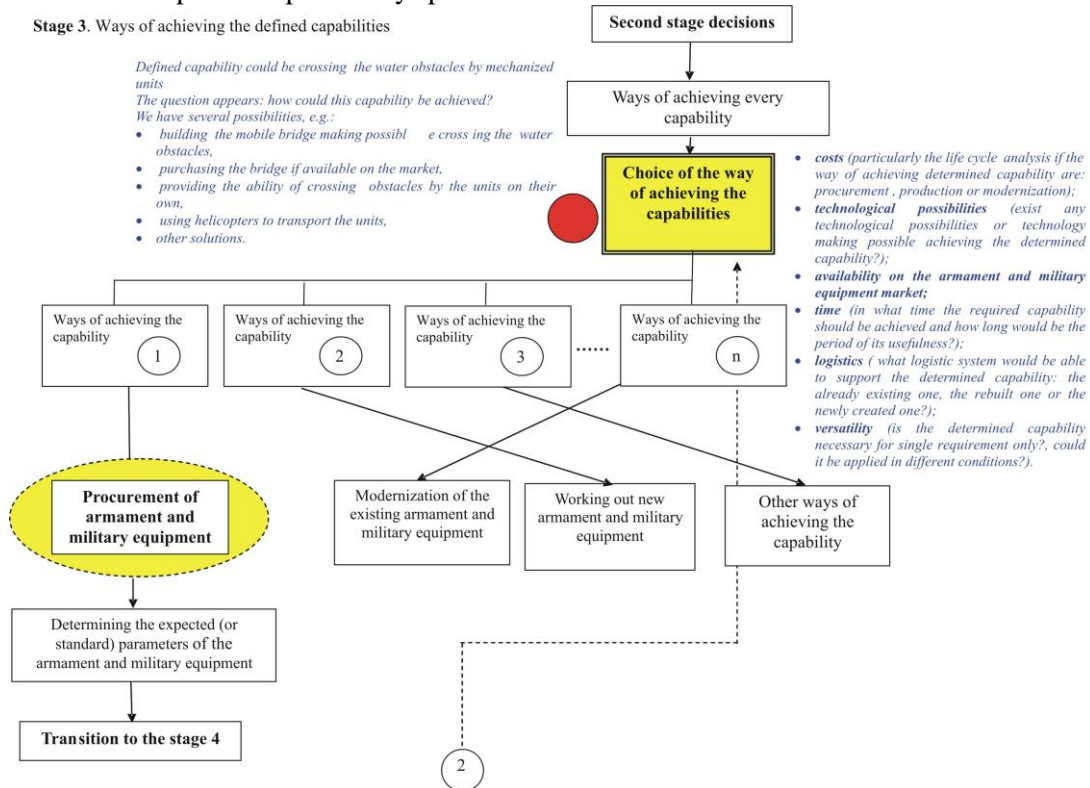 Stage 3. Ways of achieving the defined capabilities
Second stage decisions
Defined capability could be crossing the water obstacles by mechanized
units
The question appears: how could this capability be achieved?
We have several possibilities, e.g.:
• building the mobile bridge making possibl e cross ing the water
obstacles,
• purchasing the bridge if available on the market,
• providing the ability of crossing obstacles by the units on their
own,
• using helicopters to transport the units,
• other solutions.
Ways of achieving every
capability
Choice of the way
of achieving the
capabilities
• costs (particularly the life cycle analysis if the
way of achieving determined capability are:
procurement , production or modernization);
• technological possibilities (exist any
technological possibilities or technology
making possible achieving the determined
capability?);
• availability on the armament and military
equipment market;
• time (in what time the required capability
should be achieved and how long would be the
period of its usefulness?);
• logistics ( what logistic system would be able
to support the determined capability: the
already existing one, the rebuilt one or the
newly created one?);
• versatility (is the determined capability
necessary for single requirement only?, could
it be applied in different conditions?).
Ways of achieving the
capability
1
Ways of achieving the
capability
2
Ways of achieving the
capability
3
......
Ways of achieving the
capability
n
Procurement of
armament and
military equipment
Modernization of the
existing armament and
military equipment
Working out new
armament and military
equipment
Other ways of
achieving the
capability
Determining the expected (or
standard) parameters of the
armament and military equipment
Transition to the stage 4
2